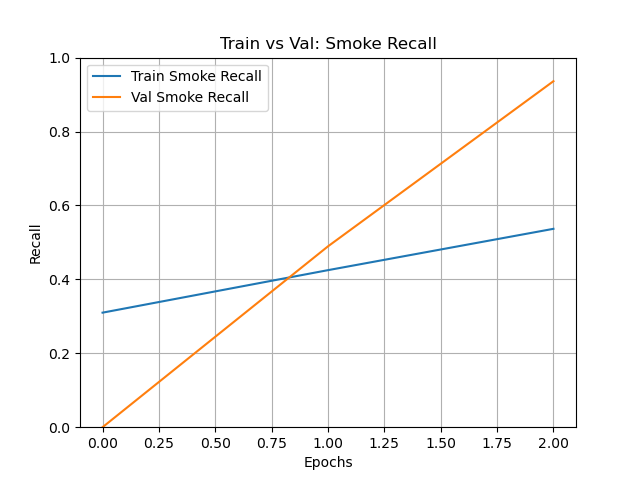 Train vs Val: Smoke Recall
Train Smoke Recall
Val Smoke Recall
1.0
0.8
0.6
0.4
0.2
0.0
Recall
0.00 0.25 0.50 0.75 1.00 1.25 1.50 1.75 2.00
Epochs